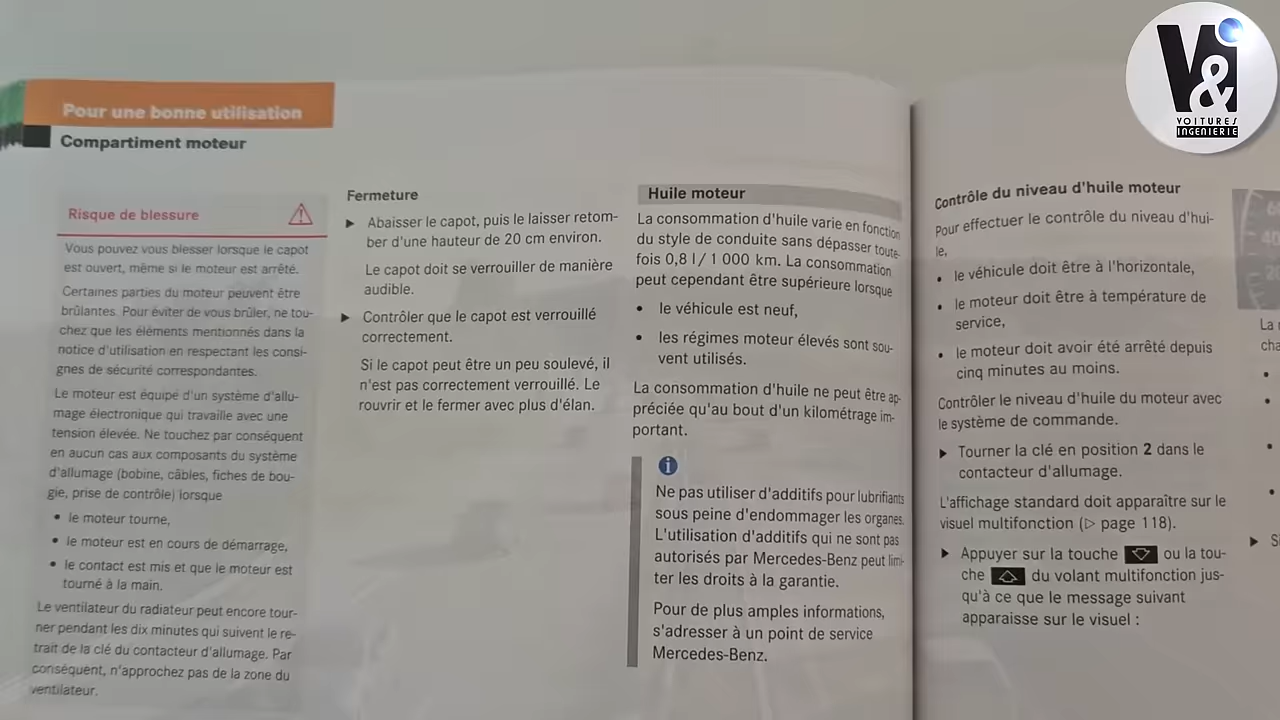 Pour une bonne utilisation
Compartiment moteur
Risque de blessure
Vous pouvez vous blesser lorsque le capot
est ouvert, même si le moteur est arrêté.
Certaines parties du moteur peuvent être
brûlantes. Pour éviter de vous brûler, ne tou-
chez que les éléments mentionnés dans la
notice d'utilisation en respectant les consi-
gnes de sécurité correspondantes.
Le moteur est équipé d'un système d'allu-
mage électronique qui travaille avec une
tension élevée. Ne touchez par conséquent
en aucun cas aux composants du système
d'allumage (bobine, câbles, fiches de bou-
gie, prise de contrôle) lorsque
• le moteur tourne,
• le moteur est en cours de démarrage,
• le contact est mis et que le moteur est
tourné à la main.
Le ventilateur du radiateur peut encore tour-
ner pendant les dix minutes qui suivent le re-
trait de la clé du contacteur d'allumage. Par
conséquent, n'approchez pas de la zone du
ventilateur.
Fermeture
► Abaisser le capot, puis le laisser retom-
ber d'une hauteur de 20 cm environ.
Le capot doit se verrouiller de manière
audible.
► Contrôler que le capot est verrouillé
correctement.
Si le capot peut être un peu soulevé, il
n'est pas correctement verrouillé. Le
rouvrir et le fermer avec plus d'élan.
Huile moteur
La consommation d'huile varie en fonction
du style de conduite sans dépasser toute-
fois 0,8 l / 1 000 km. La consommation
peut cependant être supérieure lorsque
• le véhicule est neuf,
• les régimes moteur élevés sont sou-
vent utilisés.
La consommation d'huile ne peut être ap-
préciée qu'au bout d'un kilométrage im-
portant.
Ne pas utiliser d'additifs pour lubrifiants
sous peine d'endommager les organes.
L'utilisation d'additifs qui ne sont pas
autorisés par Mercedes-Benz peut limi-
ter les droits à la garantie.
Pour de plus amples informations,
s'adresser à un point de service
Mercedes-Benz.
Contrôle du niveau d'huile moteur
Pour effectuer le contrôle du niveau d'hui-
le,
• le véhicule doit être à l'horizontale,
• le moteur doit être à température de
service,
• le moteur doit avoir été arrêté depuis
cinq minutes au moins.
Contrôler le niveau d'huile du moteur avec
le système de commande.
► Tourner la clé en position 2 dans le
contacteur d'allumage.
L'affichage standard doit apparaître sur le
visuel multifonction (▷ page 118).
► Appuyer sur la touche ou la tou-
che du volant multifonction jus-
qu'à ce que le message suivant
apparaisse sur le visuel :
V&i
VOITURES
INGENIERIE